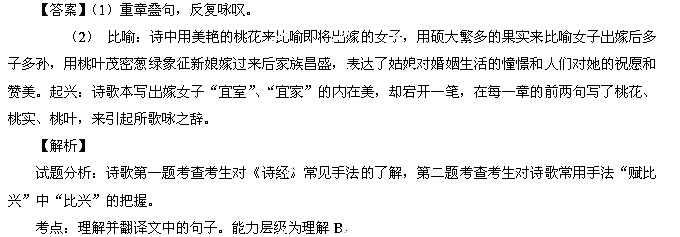 【答案】(1) 重章叠句，反复咏叹。
(2) 比喻：诗中用美艳的桃花来比喻即将出嫁的女子，用硕大繁多的果实来比喻女子出嫁后多
子多孙，用桃叶茂密葱绿象征新娘嫁过来后家族昌盛，表达了姑娘对婚姻生活的憧憬和人们对她的祝愿和
赞美。起兴：诗歌本写出嫁女子“宜室”、“宜家”的内在美，却宕开一笔，在每一章的前两句写了桃花、
桃实、桃叶，来引起所歌咏之辞。
【解析】
试题分析：诗歌第一题考查考生对《诗经》常见手法的了解，第二题考查考生对诗歌常用手法“赋比
兴”中“比兴”的把握。
考点：理解并翻译文中的句子。能力层级为理解 B。